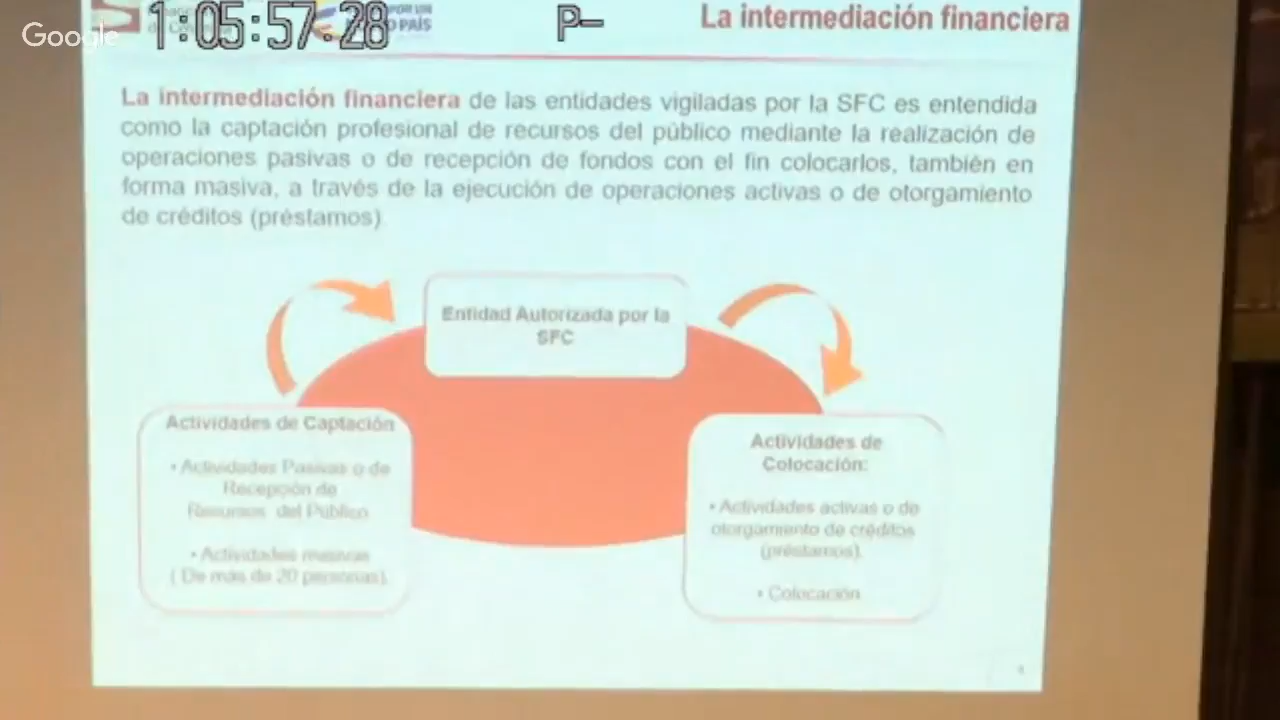 Google
1:05:57:28
P-
POR UN
PAÍS
La intermediación financiera
La intermediación financiera de las entidades vigiladas por la SFC es entendida
como la captación profesional de recursos del público mediante la realización de
operaciones pasivas o de recepción de fondos con el fin colocarlos, también en
forma masiva, a través de la ejecución de operaciones activas o de otorgamiento
de créditos (préstamos).
Entidad Autorizada por la
SFC
Actividades de Captación
• Actividades Pasivas o de
Recepción de
Recursos del Público
• Actividades masivas
( De más de 20 personas).
Actividades de
Colocación:
• Actividades activas o de
otorgamiento de créditos
(préstamos).
• Colocación